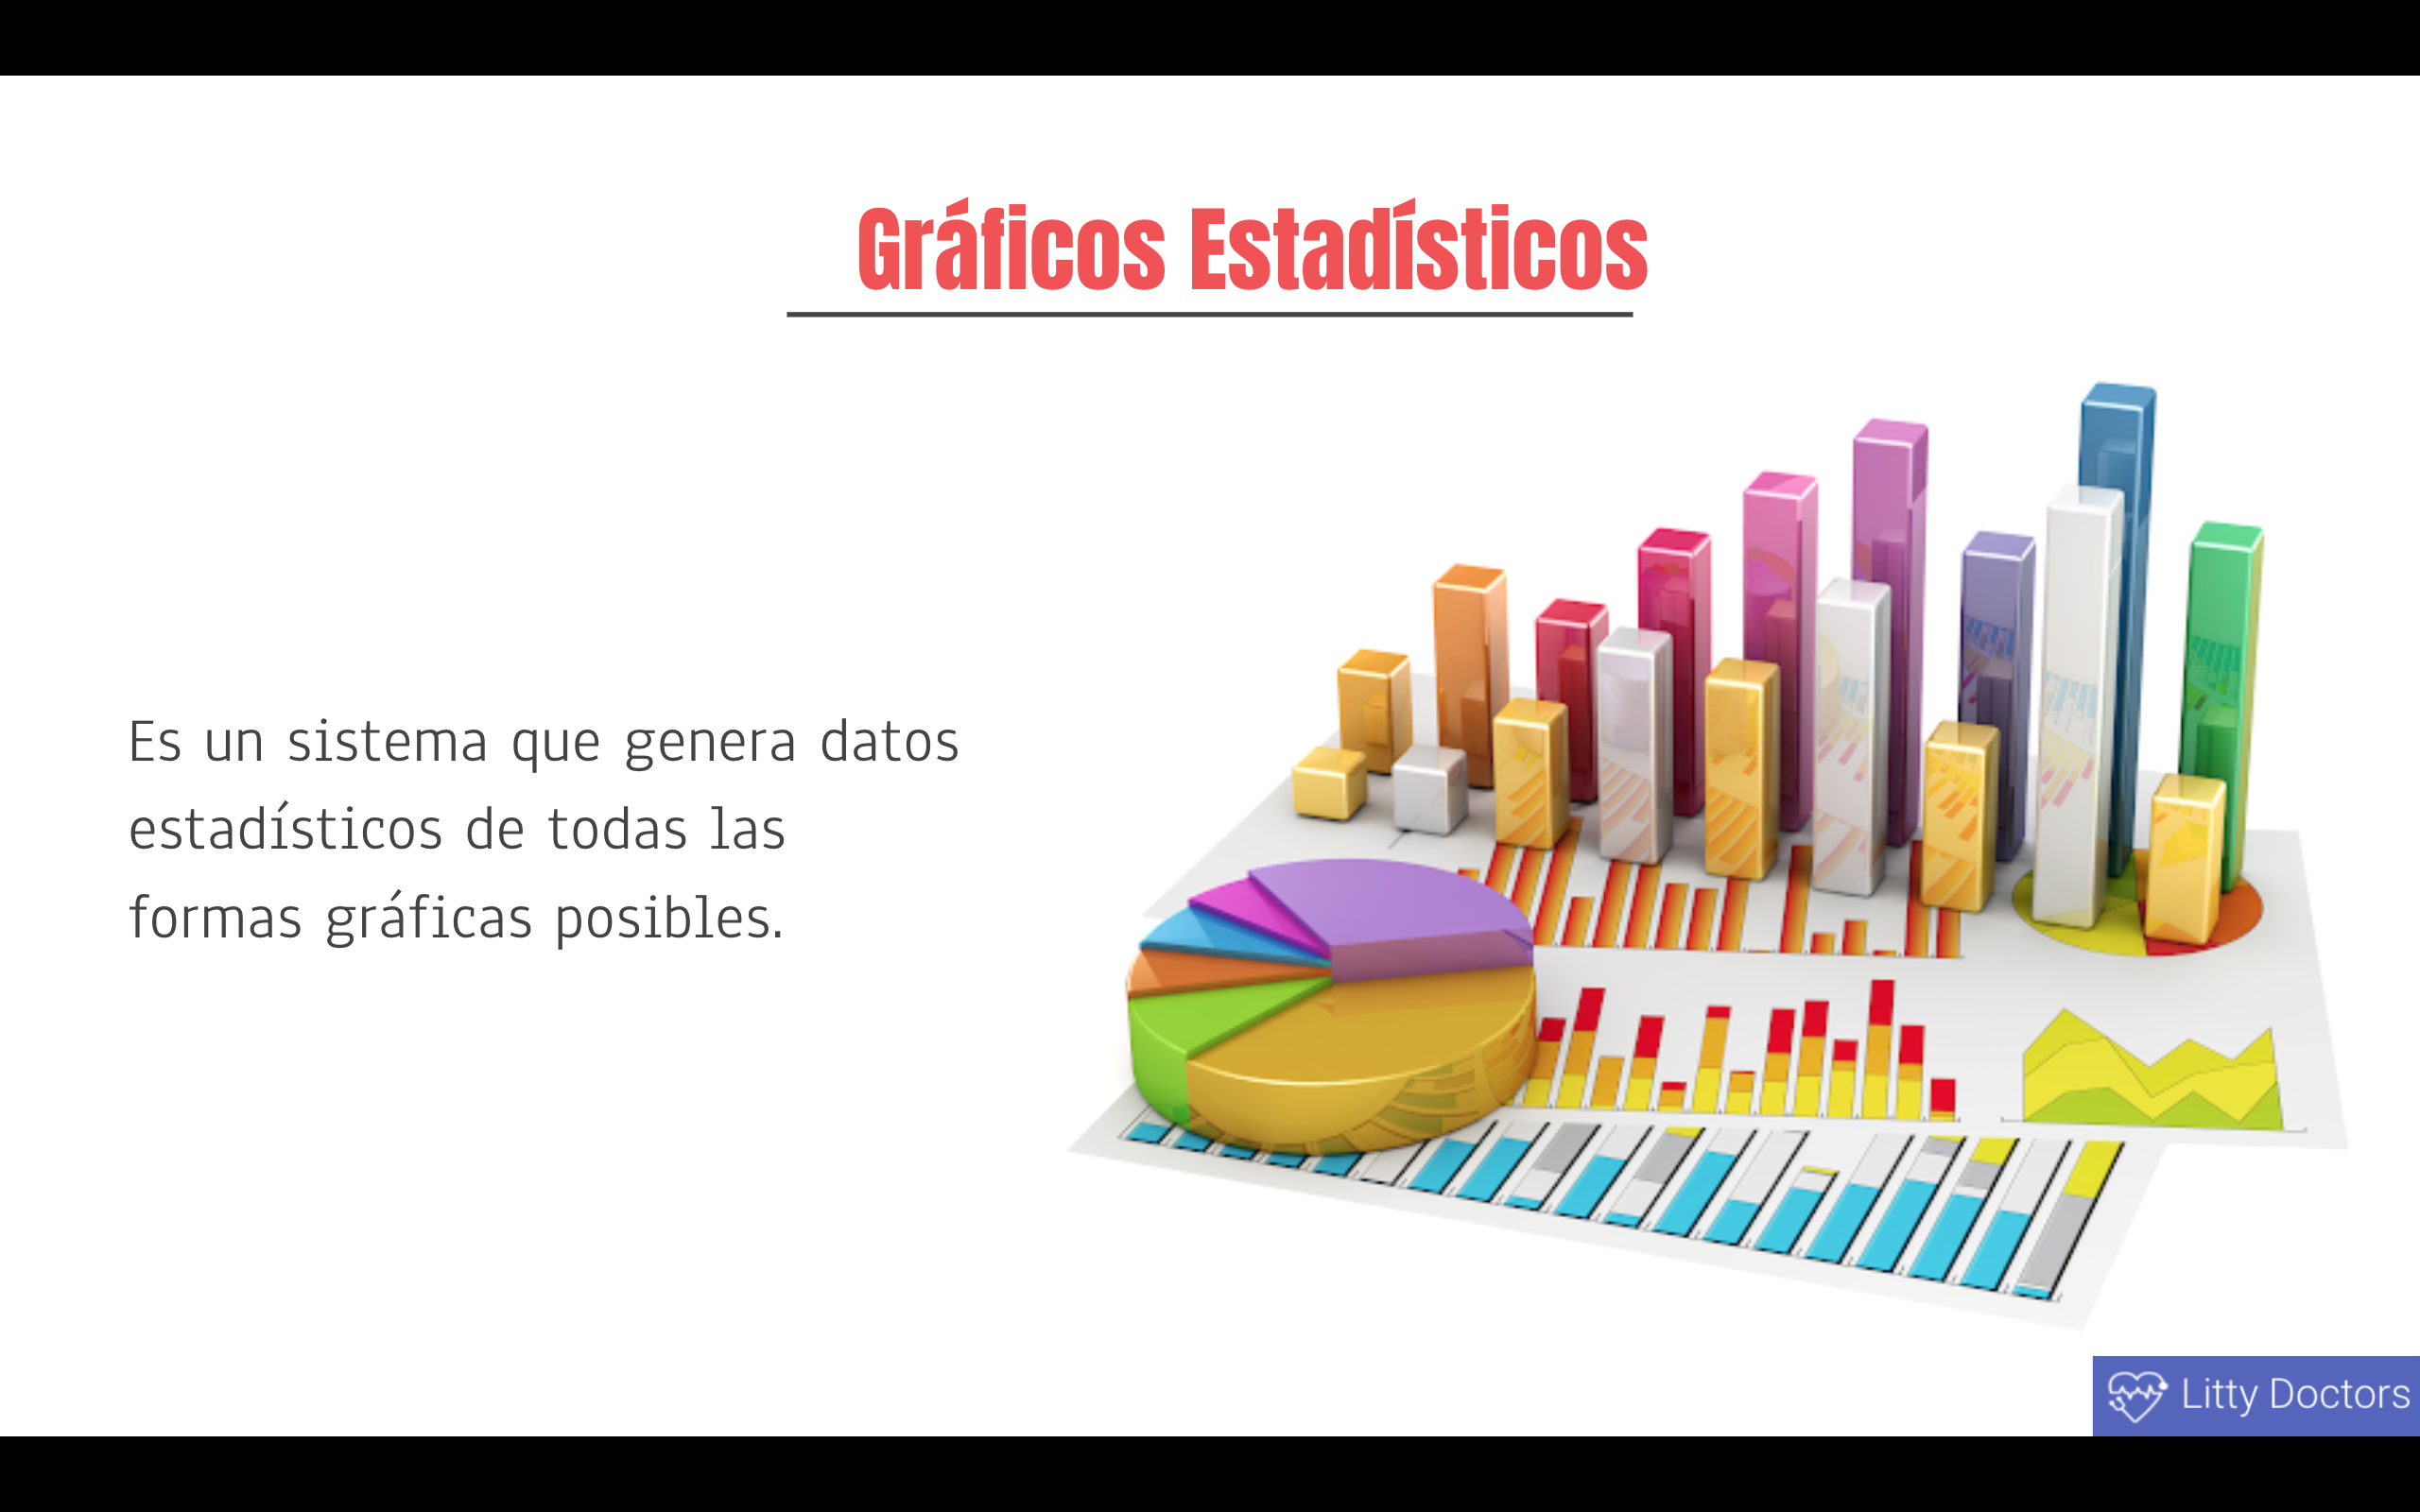 Gráficos Estadísticos
Es un sistema que genera datos
estadísticos de todas las
formas gráficas posibles.
Litty Doctors